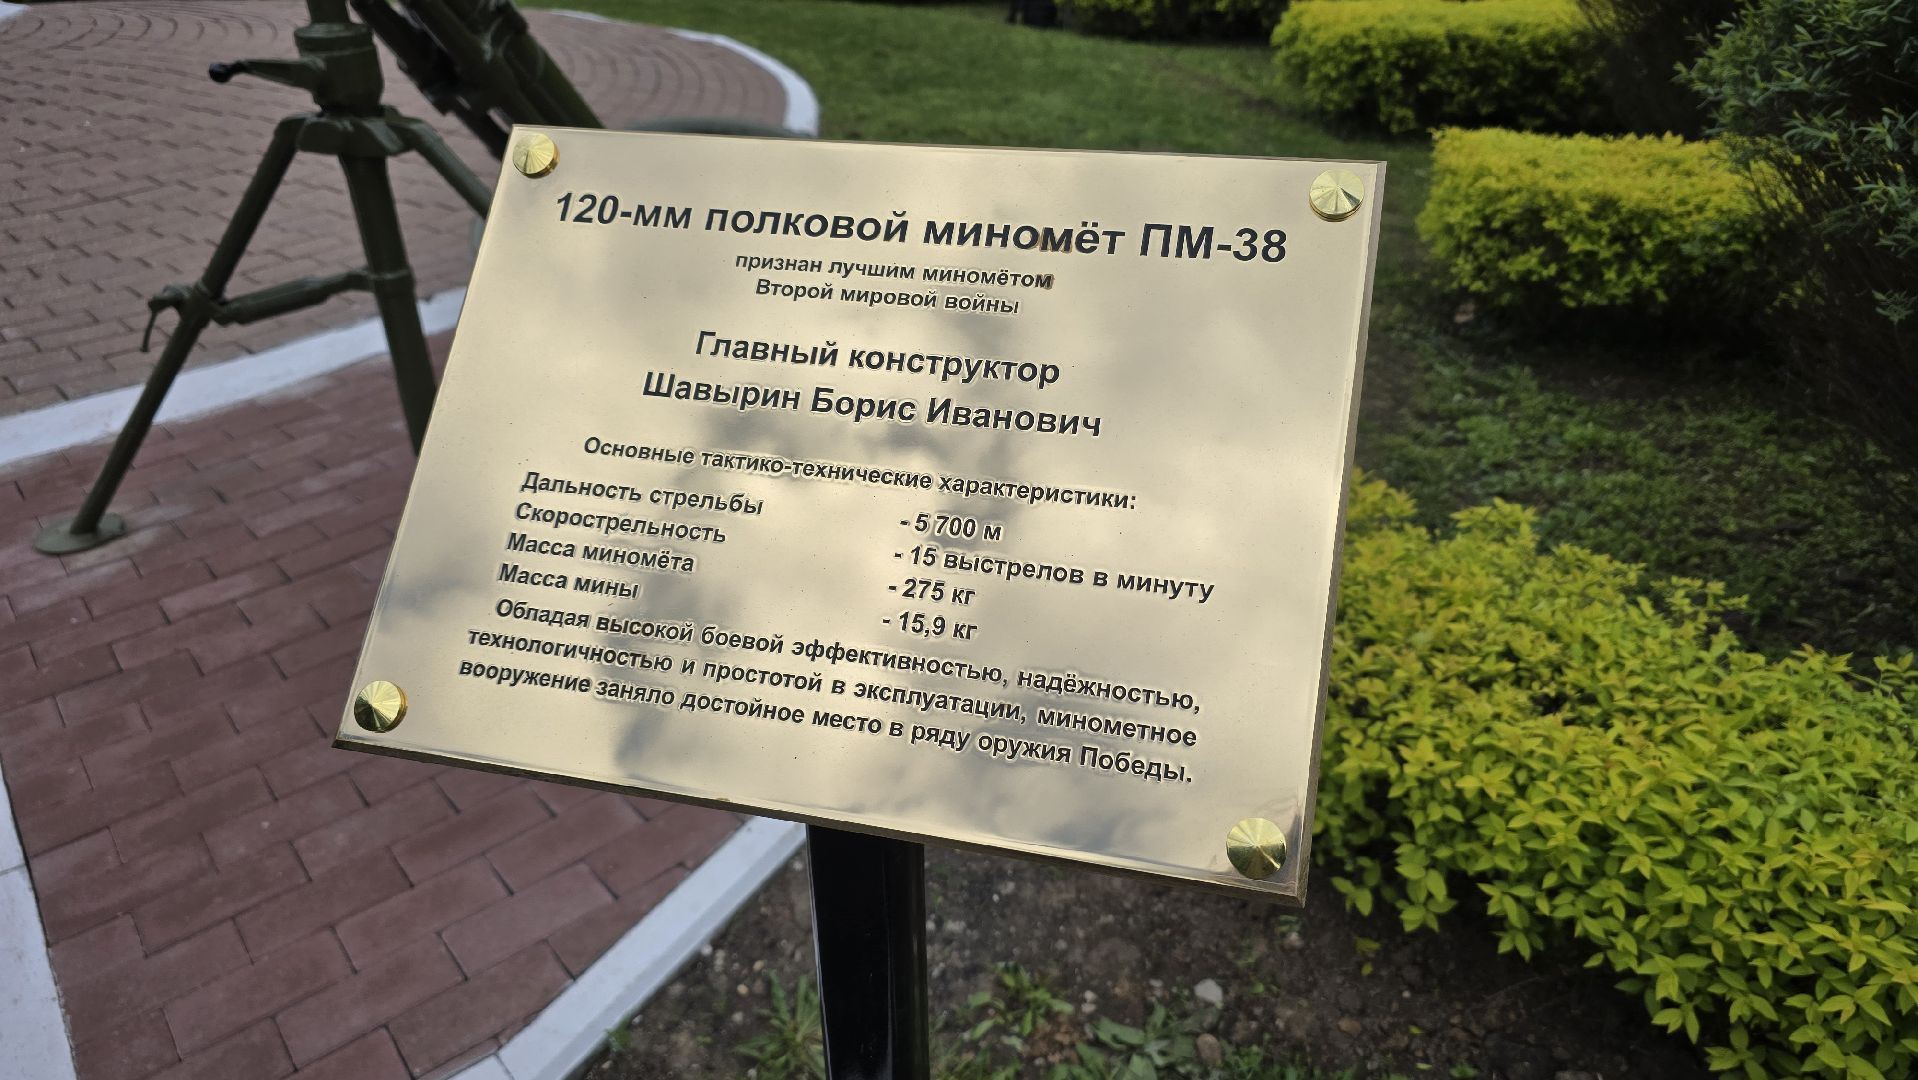 120-мм полковой миномёт ПМ-38
признан лучшим миномётом
Второй мировой войны
Главный конструктор
Шавырин Борис Иванович
Основные тактико-технические характеристики:
Дальность стрельбы - 5 700 м
Скорострельность - 15 выстрелов в минуту
Масса миномёта - 275 кг
Масса мины - 15,9 кг
Обладая высокой боевой эффективностью, надёжностью,
технологичностью и простотой в эксплуатации, минометное
вооружение заняло достойное место в ряду оружия Победы.